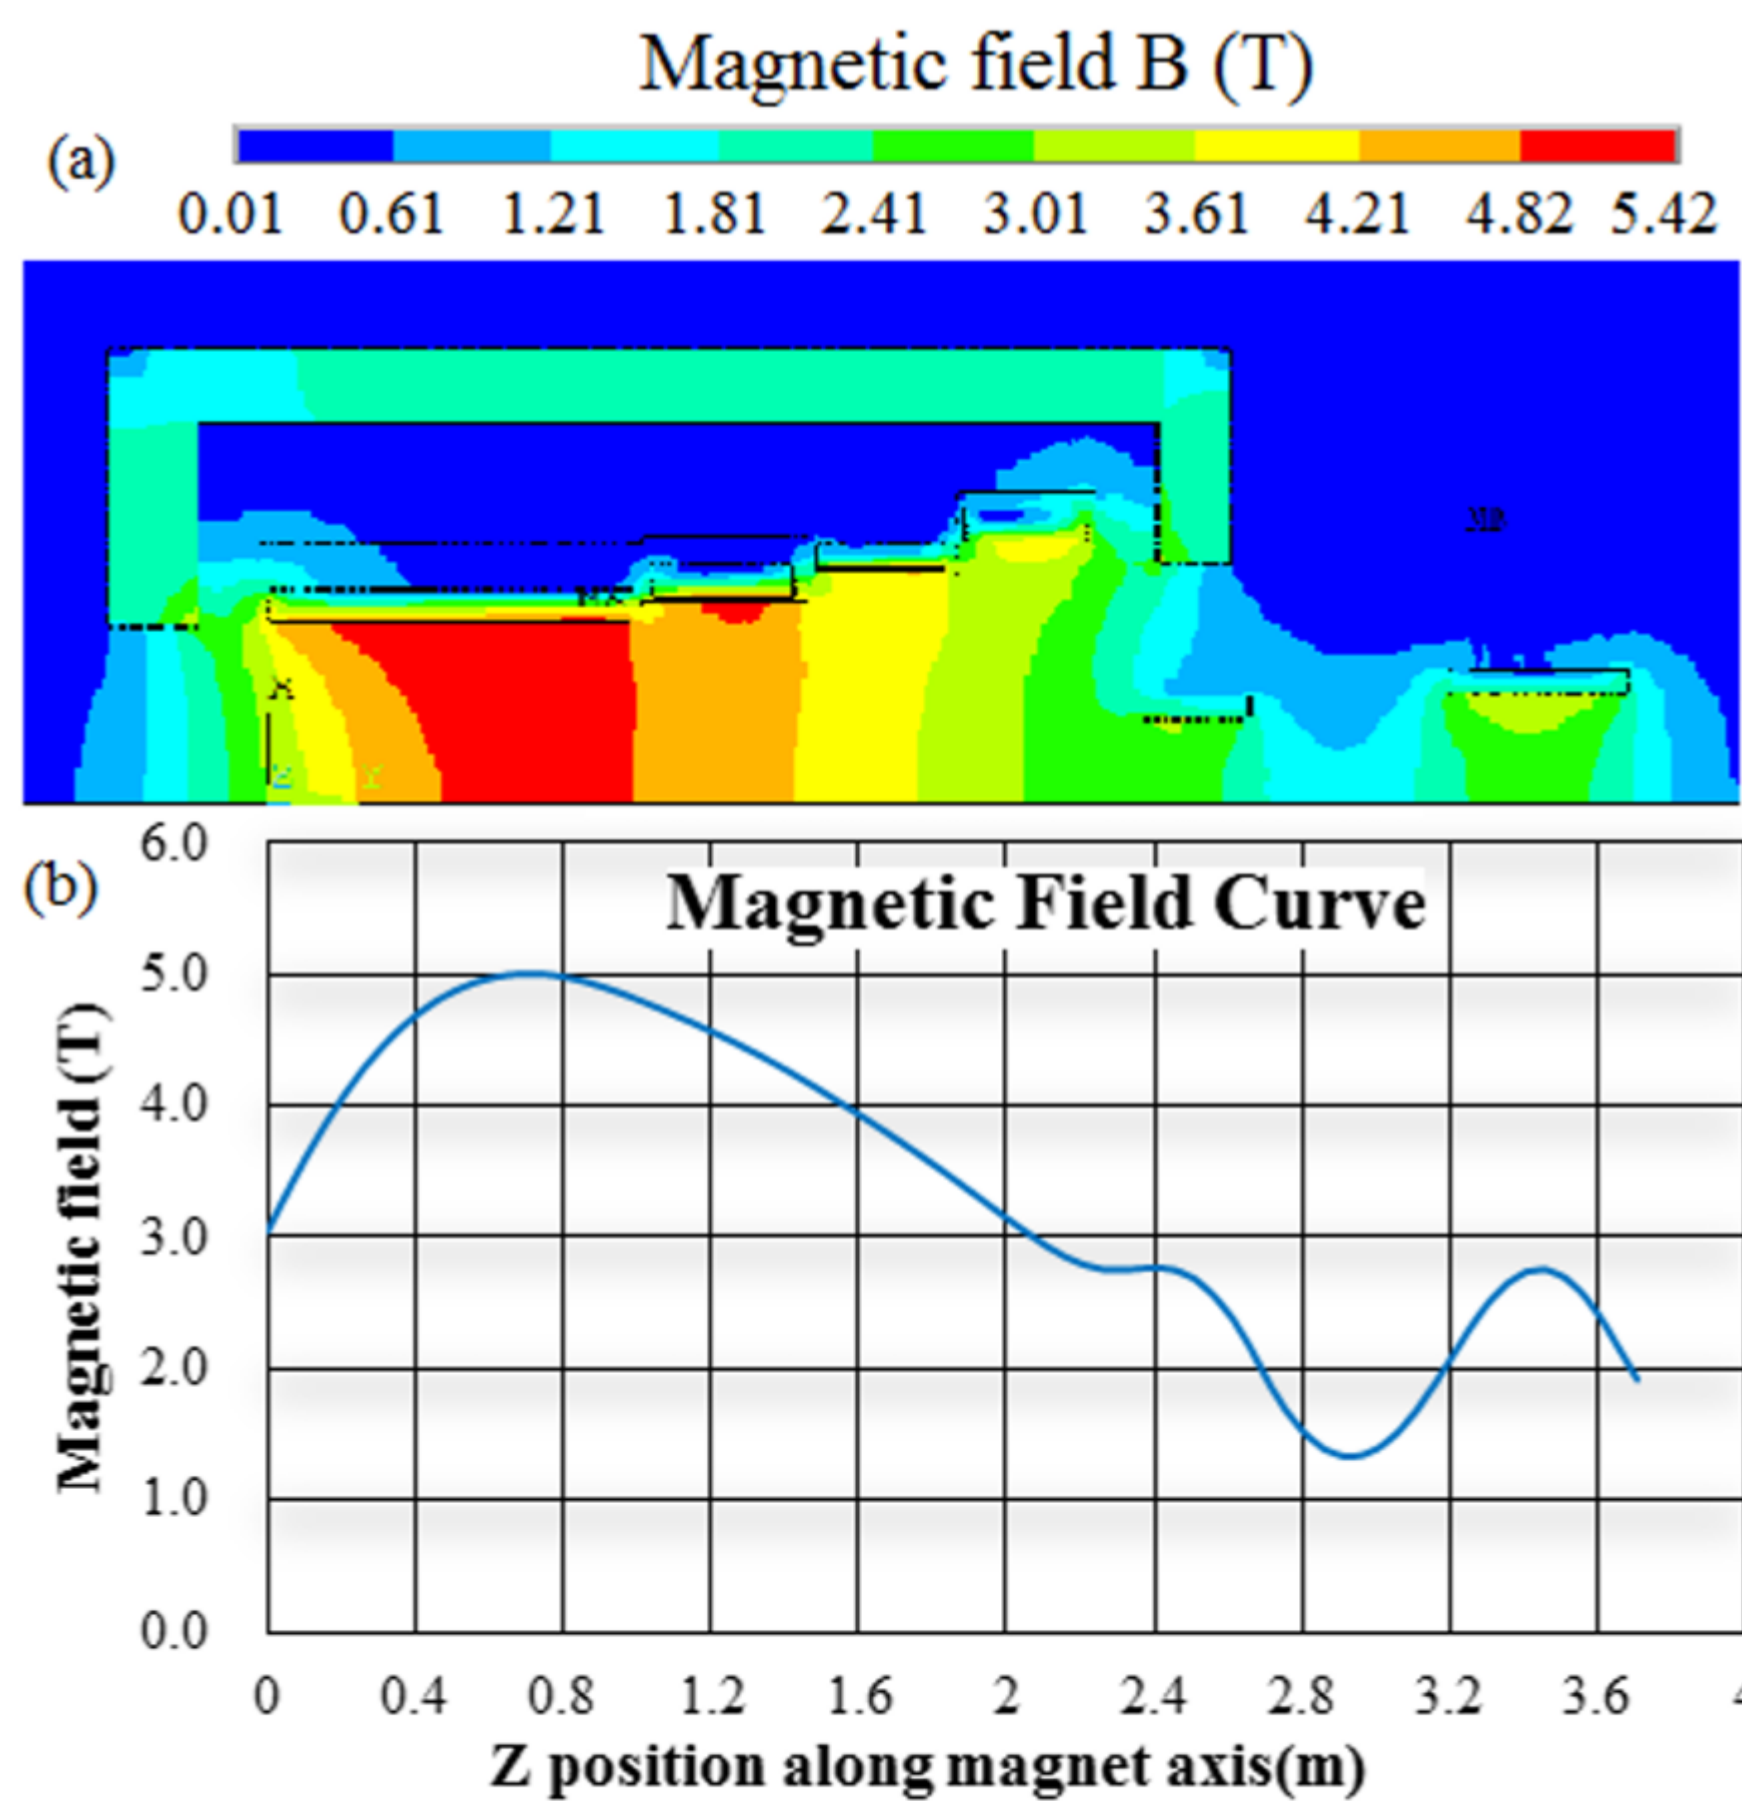 Magnetic field B (T)
(a)
0.01 0.61 1.21 1.81 2.41 3.01 3.61 4.21 4.82 5.42
MB
MX
X
Z Y
(b)
Magnetic Field Curve
6.0
5.0
4.0
3.0
2.0
1.0
0.0
Magnetic field (T)
0 0.4 0.8 1.2 1.6 2 2.4 2.8 3.2 3.6
Z position along magnet axis(m)